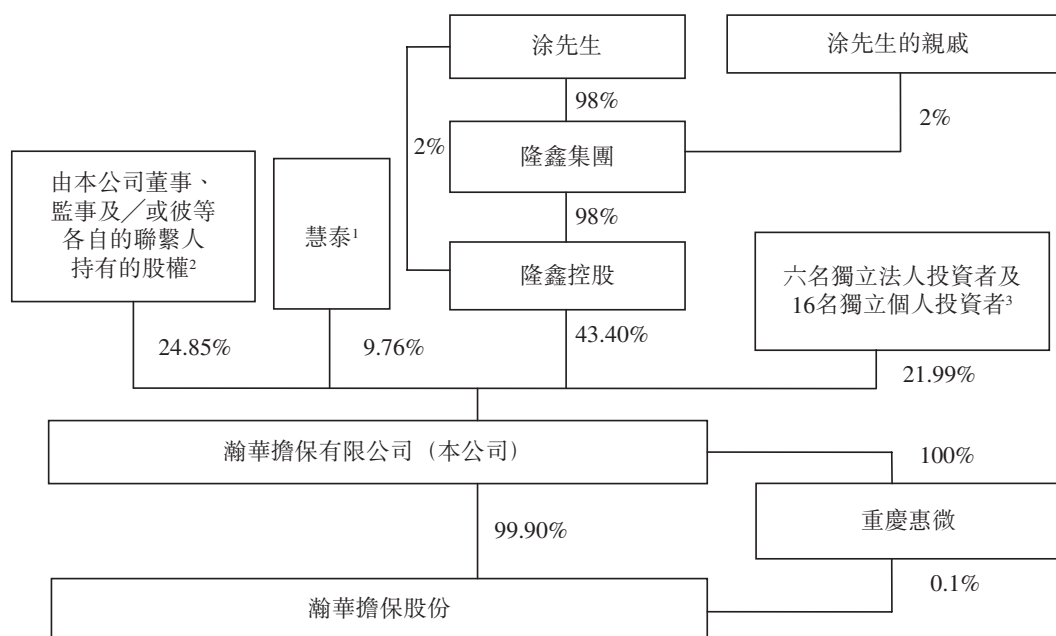 涂先生
涂先生的親戚
98%
2%
2%
隆鑫集團
由本公司董事、
監事及／或彼等
各自的聯繫人
持有的股權2
慧泰1
98%
隆鑫控股
六名獨立法人投資者及
16名獨立個人投資者3
24.85%
9.76%
43.40%
21.99%
瀚華擔保有限公司（本公司）
100%
重慶惠微
99.90%
0.1%
瀚華擔保股份